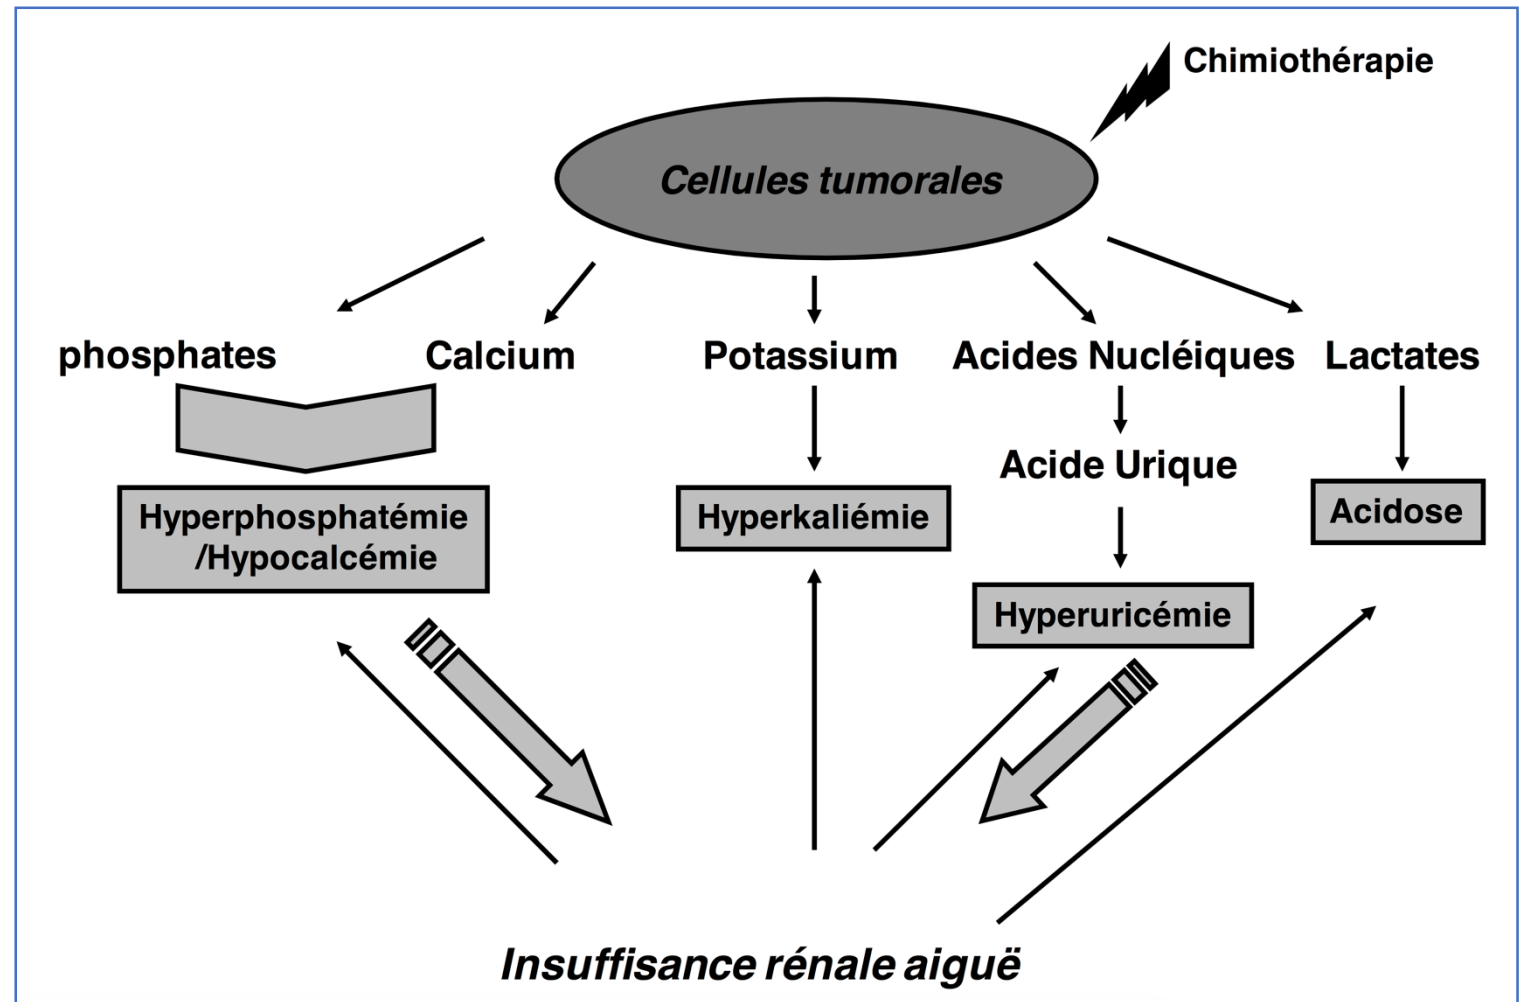 Chimiothérapie
Cellules tumorales
phosphates
Calcium
Potassium
Acides Nucléiques
Lactates
Acide Urique
Hyperphosphatémie
/Hypocalcémie
Hyperkaliémie
Acidose
Hyperuricémie
Insuffisance rénale aiguë